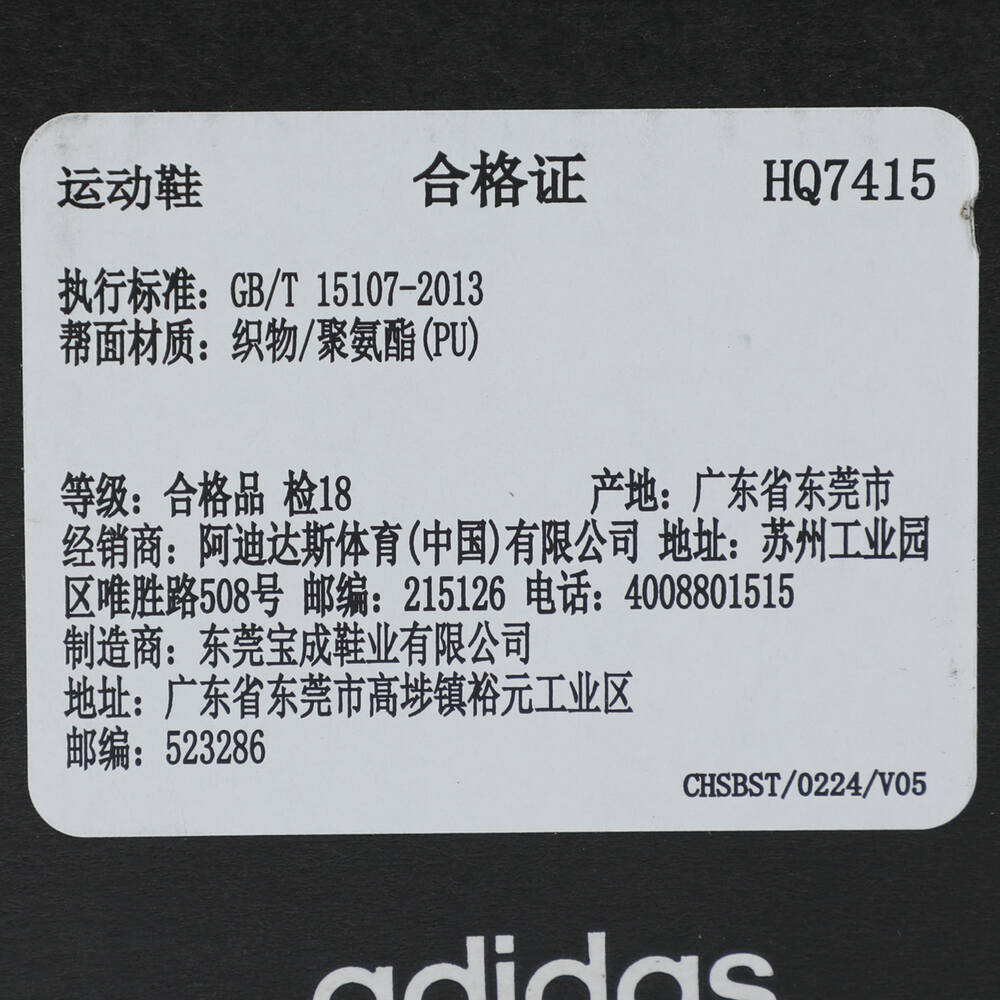 运动鞋 合格证 HQ7415
执行标准：GB/T 15107-2013
帮面材质：织物/聚氨酯(PU)
等级：合格品 检18 产地：广东省东莞市
经销商：阿迪达斯体育(中国)有限公司 地址：苏州工业园
区唯胜路508号 邮编：215126 电话：4008801515
制造商：东莞宝成鞋业有限公司
地址：广东省东莞市高埗镇裕元工业区
邮编：523286
CHSBST/0224/V05
adidas